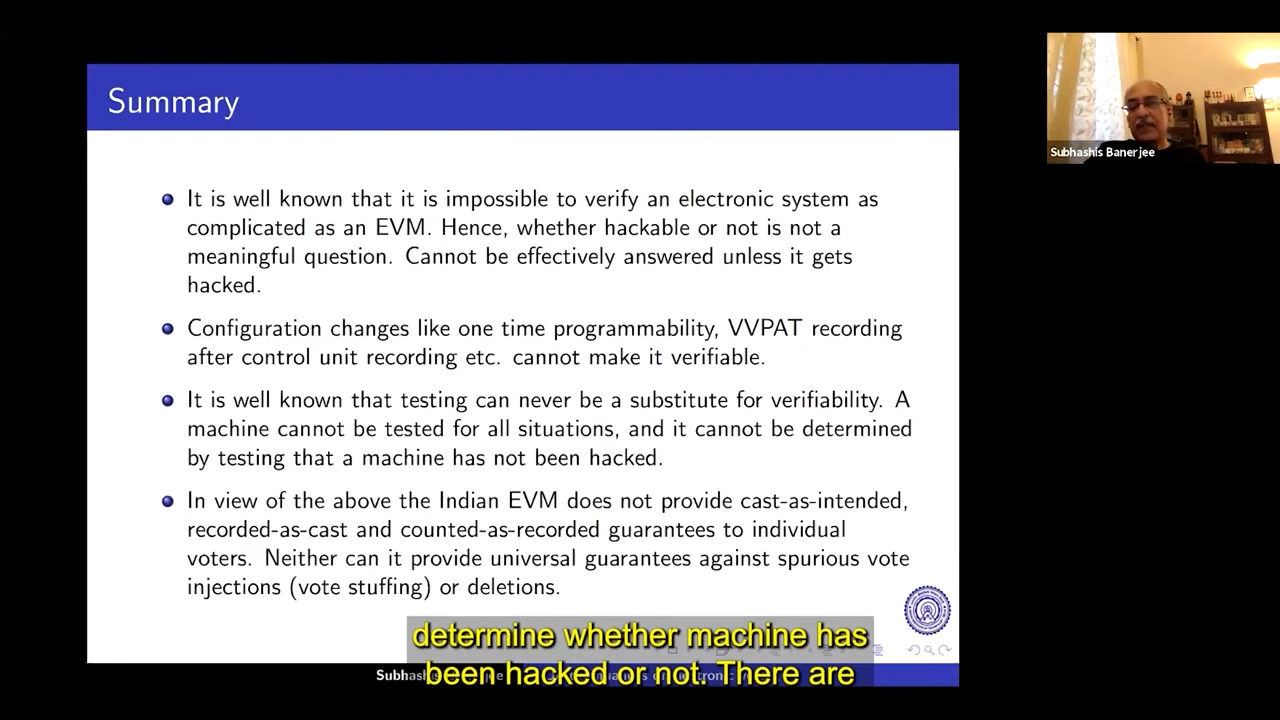 Summary
Subhashis Banerjee
It is well known that it is impossible to verify an electronic system as
complicated as an EVM. Hence, whether hackable or not is not a
meaningful question. Cannot be effectively answered unless it gets
hacked.
Configuration changes like one time programmability, VVPAT recording
after control unit recording etc. cannot make it verifiable.
It is well known that testing can never be a substitute for verifiability. A
machine cannot be tested for all situations, and it cannot be determined
by testing that a machine has not been hacked.
In view of the above the Indian EVM does not provide cast-as-intended,
recorded-as-cast and counted-as-recorded guarantees to individual
voters. Neither can it provide universal guarantees against spurious vote
injections (vote stuffing) or deletions.
determine whether machine has
been hacked or not. There are